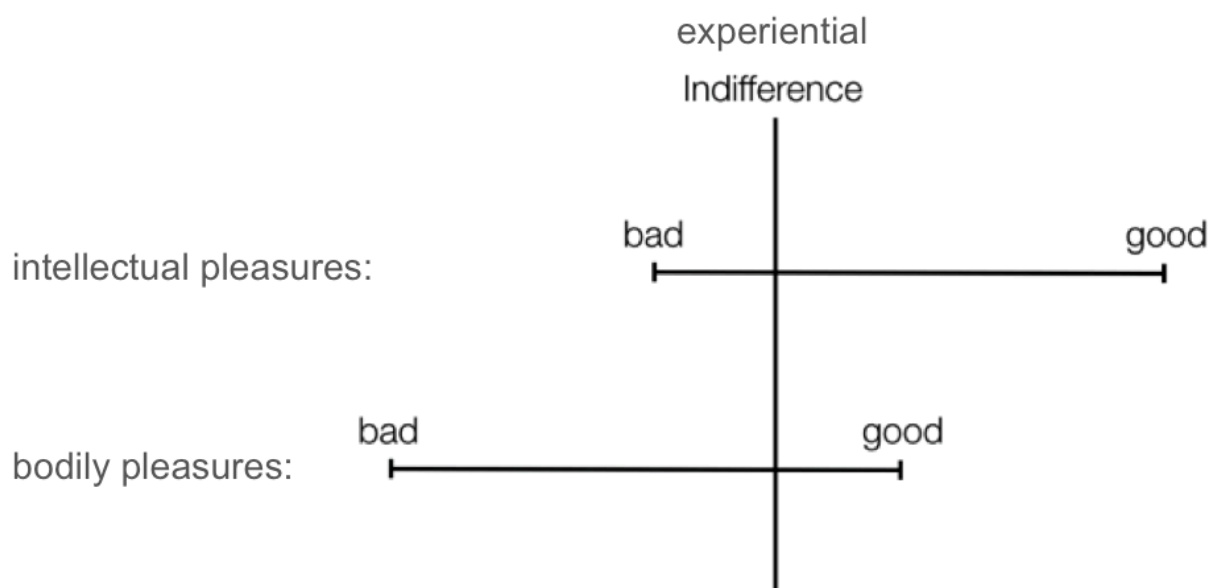 experiential
Indifference
bad good
intellectual pleasures:
bad good
bodily pleasures: